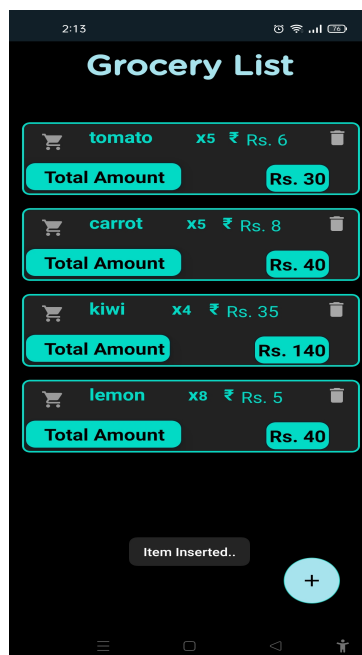 2:13 76
Grocery List
tomato x5 ₹ Rs. 6
Total Amount Rs. 30
carrot x5 ₹ Rs. 8
Total Amount Rs. 40
kiwi x4 ₹ Rs. 35
Total Amount Rs. 140
lemon x8 ₹ Rs. 5
Total Amount Rs. 40
Item Inserted..
+